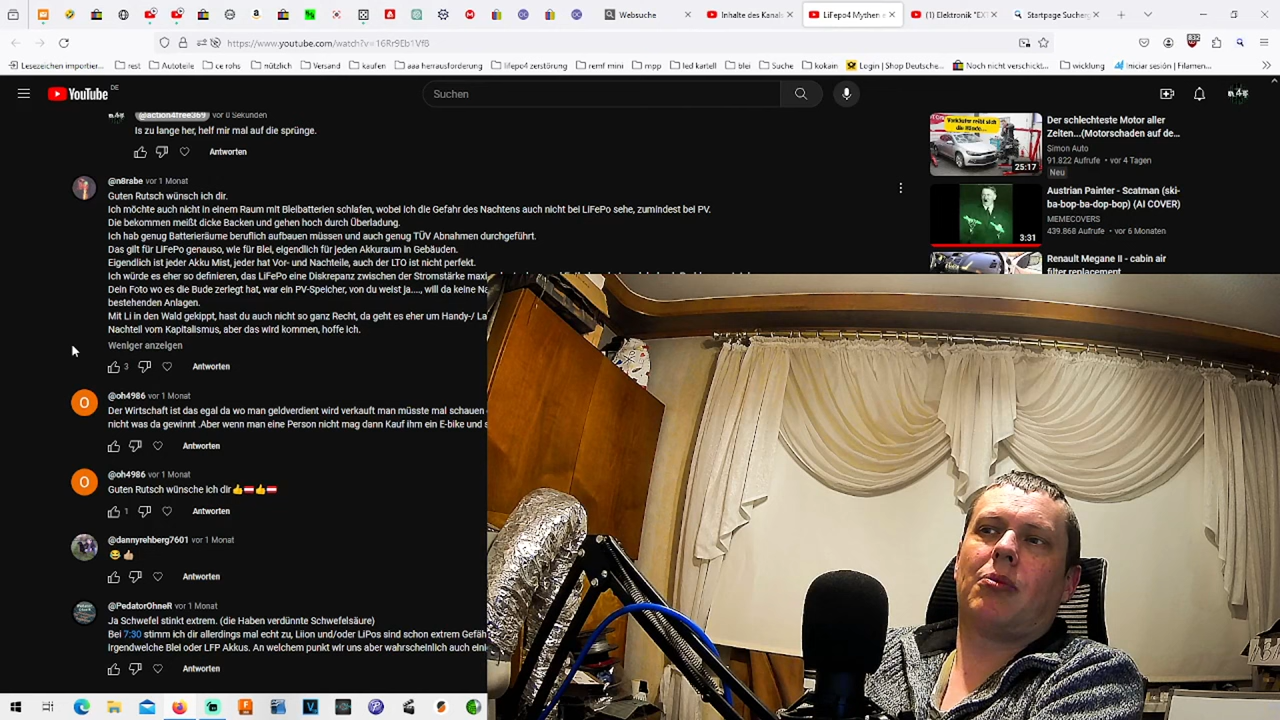 Websuche
Inhalte des Kanals
LiFepo4 Mythen e
(1) Elektronik "EX
Startpage Sucherg
https://www.youtube.com/watch?v=16Rr9Eb1Vf8
Lesezeichen importier...
rest
Autoteile
ce rohs
nützlich
Versand
kaufen
aaa herrausforderung
lifepo4 zerstörung
remf mini
mpp
led kartell
blei
Suche
kokain
Login | Shop Deutsche...
Noch nicht verschickt...
wicklung
Iniciar sesión | Filamen...
YouTube DE
Suchen
@action4free369 vor 0 Sekunden
Is zu lange her, helf mir mal auf die sprünge.
Antworten
@n8rabe vor 1 Monat
Guten Rutsch wünsch ich dir.
Ich möchte auch nicht in einem Raum mit Bleibatterien schlafen, wobei ich die Gefahr des Nachtens auch nicht bei LiFePo sehe, zumindest bei PV.
Die bekommen meißt dicke Backen und gehen hoch durch Überladung.
Ich hab genug Batterieräume beruflich aufbauen müssen und auch genug TÜV Abnahmen durchgeführt.
Das gilt für LIFePo genauso, wie für Blei, eigendlich für jeden Akkuraum in Gebäuden.
Eigendlich ist jeder Akku Mist, jeder hat Vor- und Nachteile, auch der LTO ist nicht perfekt.
Ich würde es eher so definieren, das LiFePo eine Diskrepanz zwischen der Stromstärke maxi
Dein Foto wo es die Bude zerlegt hat, war ein PV-Speicher, von du weist ja...., will da keine Na
bestehenden Anlagen.
Mit Li in den Wald gekippt, hast du auch nicht so ganz Recht, da geht es eher um Handy-/ La
Nachteil vom Kapitalismus, aber das wird kommen, hoffe ich.
Weniger anzeigen
3 Antworten
@oh4986 vor 1 Monat
Der Wirtschaft ist das egal da wo man geldverdient wird verkauft man müsste mal schauen
nicht was da gewinnt .Aber wenn man eine Person nicht mag dann Kauf ihm ein E-bike und s
Antworten
@oh4986 vor 1 Monat
Guten Rutsch wünsche ich dir👍🇦🇹👍🇦🇹
1 Antworten
@dannyrehberg7601 vor 1 Monat
😂👍
Antworten
@PedatorOhneR vor 1 Monat
Ja Schwefel stinkt extrem. (die Haben verdünnte Schwefelsäure)
Bei 7:30 stimm ich dir allerdings mal echt zu, Liion und/oder LiPos sind schon extrem Gefäh
Irgendwelche Blei oder LFP Akkus. An welchem punkt wir uns aber wahrscheinlich auch eini
Antworten
Der schlechteste Motor aller
Zeiten...(Motorschaden auf de...
Simon Auto
91.822 Aufrufe • vor 4 Tagen
Neu
25:17
Austrian Painter - Scatman (ski-
ba-bop-ba-dop-bop) (AI COVER)
MEMECOVERS
439.868 Aufrufe • vor 6 Monaten
3:31
Renault Megane II - cabin air
filter replacement